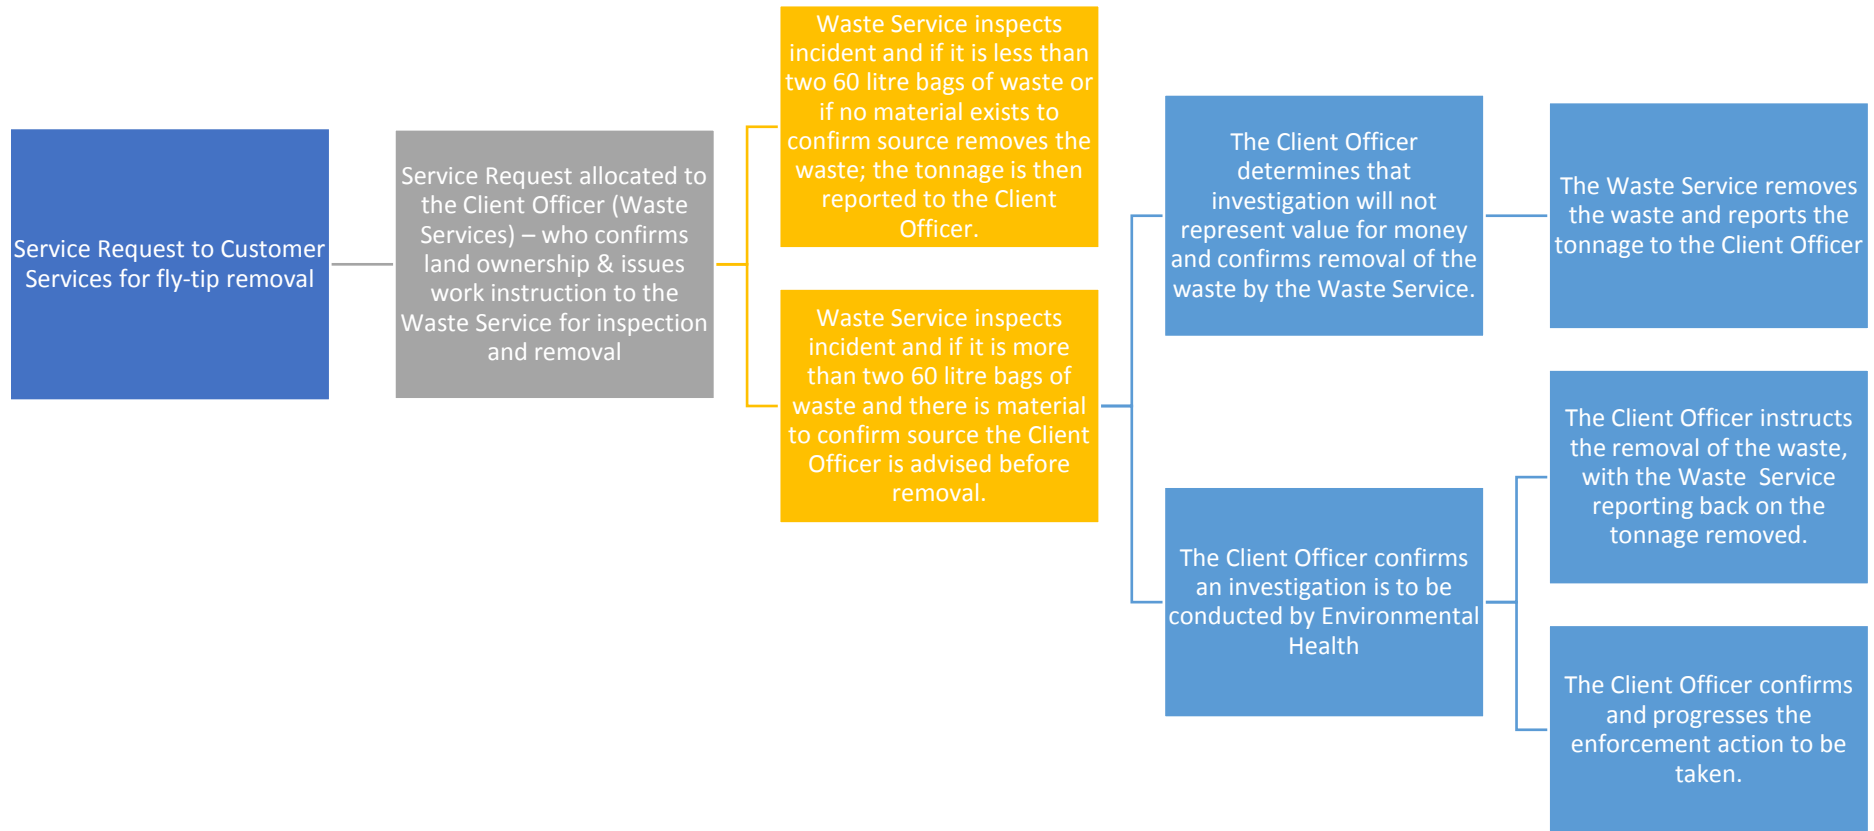 Service Request to Customer
Services for fly-tip removal
Service Request allocated to
the Client Officer (Waste
Services) – who confirms
land ownership & issues
work instruction to the
Waste Service for inspection
and removal
Waste Service inspects
incident and if it is less than
two 60 litre bags of waste or
if no material exists to
confirm source removes the
waste; the tonnage is then
reported to the Client
Officer.
Waste Service inspects
incident and if it is more
than two 60 litre bags of
waste and there is material
to confirm source the Client
Officer is advised before
removal.
The Client Officer
determines that
investigation will not
represent value for money
and confirms removal of the
waste by the Waste Service.
The Waste Service removes
the waste and reports the
tonnage to the Client Officer
The Client Officer confirms
an investigation is to be
conducted by Environmental
Health
The Client Officer instructs
the removal of the waste,
with the Waste  Service
reporting back on the
tonnage removed.
The Client Officer confirms
and progresses the
enforcement action to be
taken.